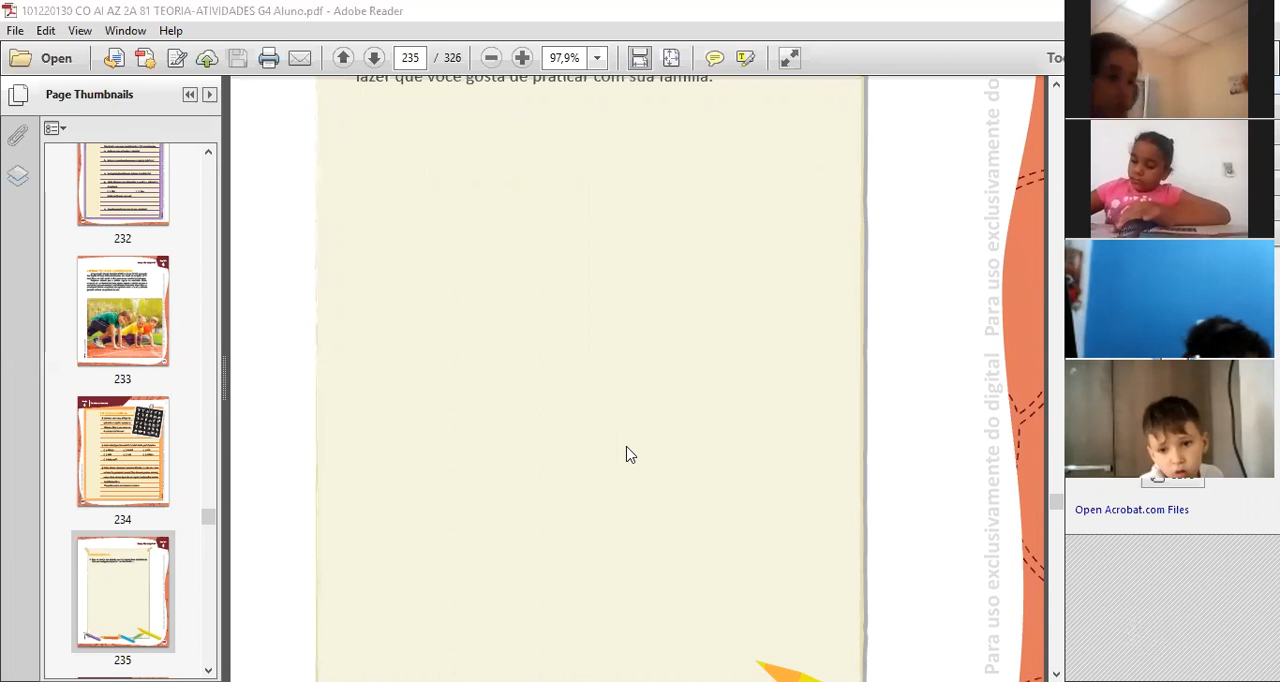 101220130 CO AI AZ 2A 81 TEORIA-ATIVIDADES G4 Aluno.pdf - Adobe Reader
File Edit View Window Help
Open 235 / 326 97,9% To
Page Thumbnails
232
233
234
235
lazer que você gosta de praticar com sua família.
Para uso exclusivamente do digital
Para uso exclusivamente do
Open Acrobat.com Files